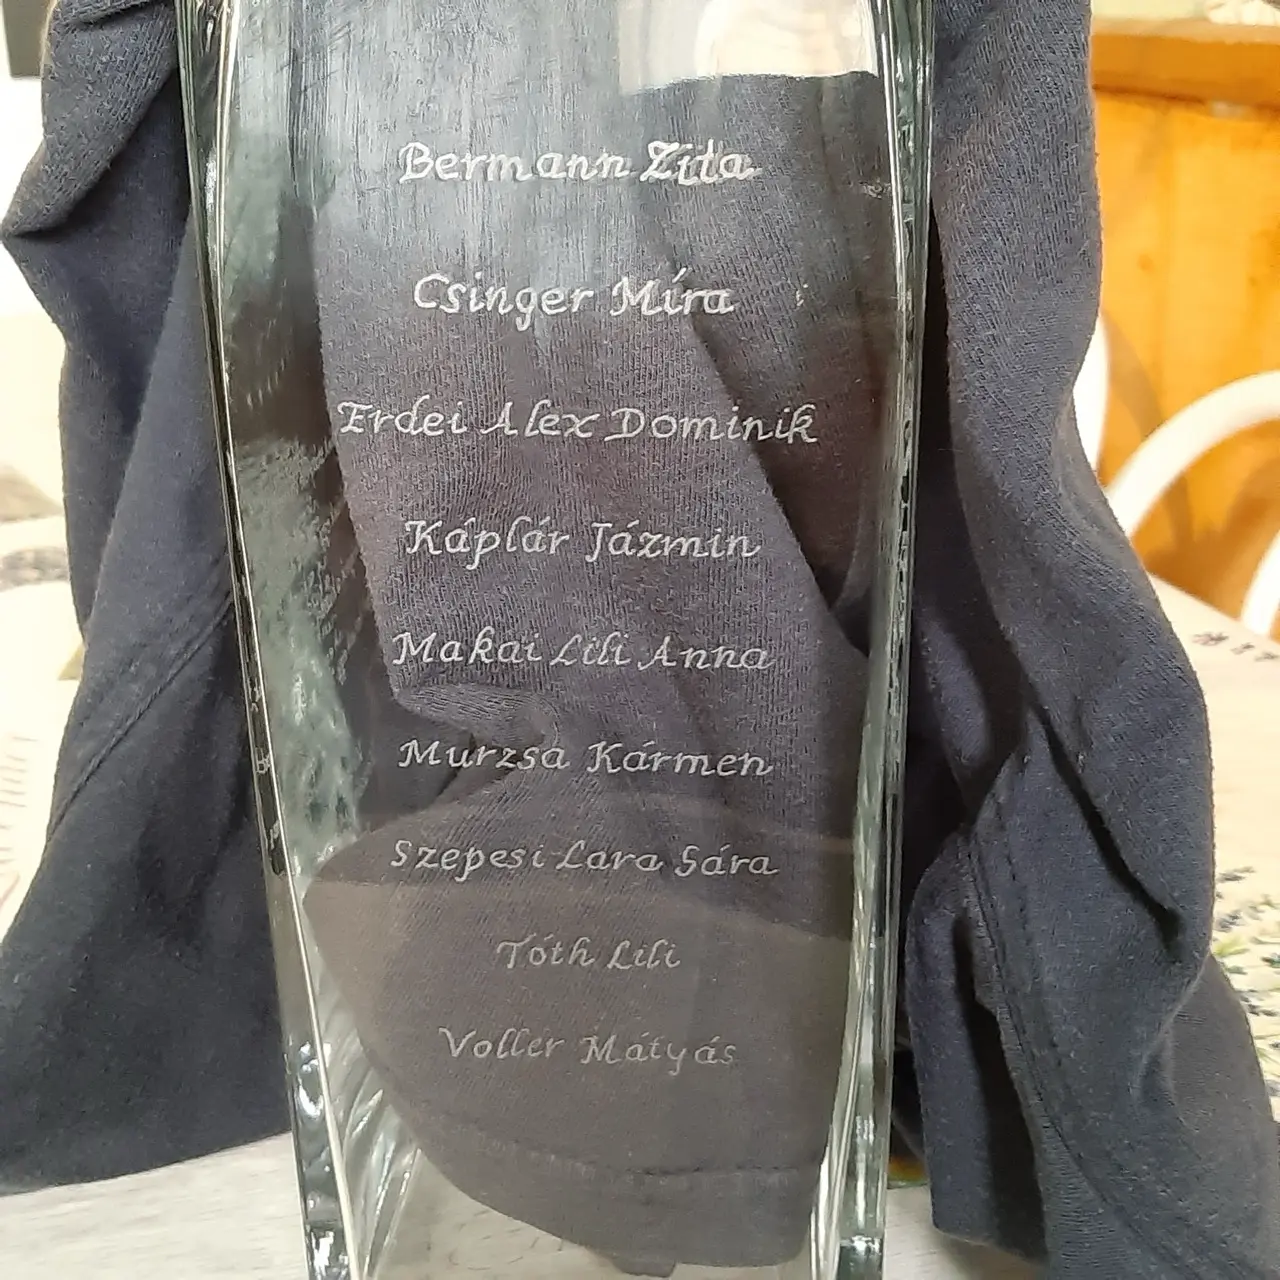 Bermann Zita
Csinger Míra
Erdei Alex Dominik
Káplár Jázmin
Makai Lili Anna
Murzsa Kármen
Szepesi Lara Sára
Tóth Lili
Voller Mátyás